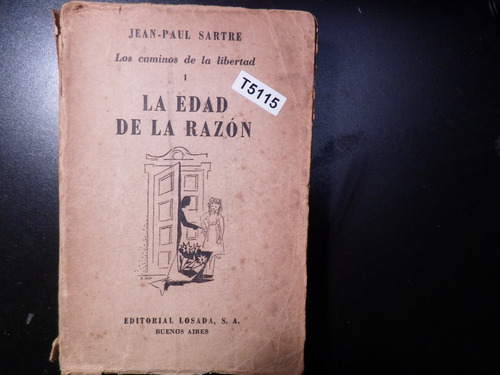 JEAN-PAUL SARTRE
Los caminos de la libertad
I
T5115
LA EDAD
DE LA RAZÓN
EDITORIAL LOSADA, S. A.
BUENOS AIRES